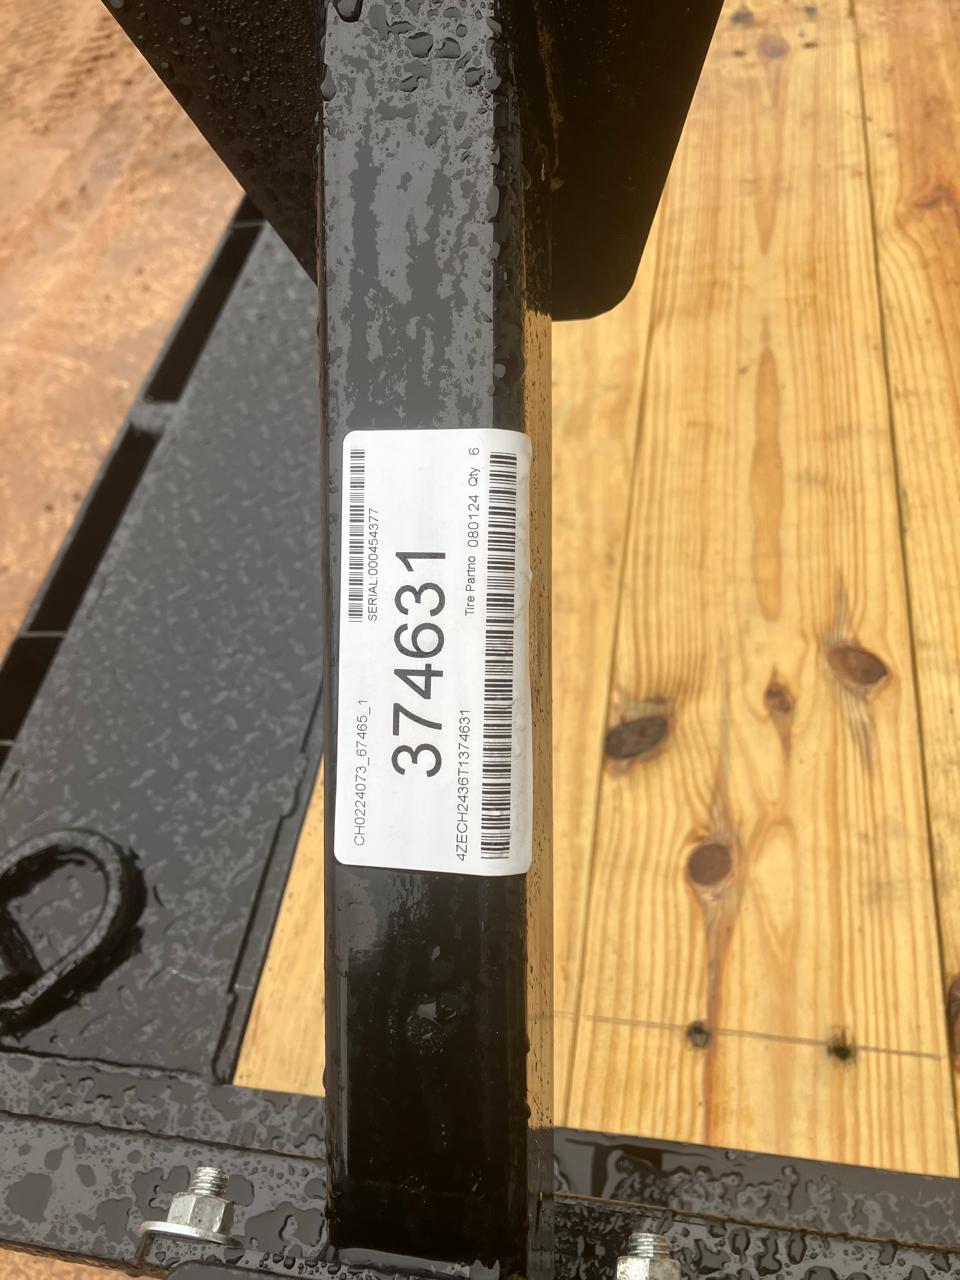 CH0224073_67465_1
SERIAL:000454377
374631
Tire Partno 080124 Qty 6
4ZECH2436T1374631